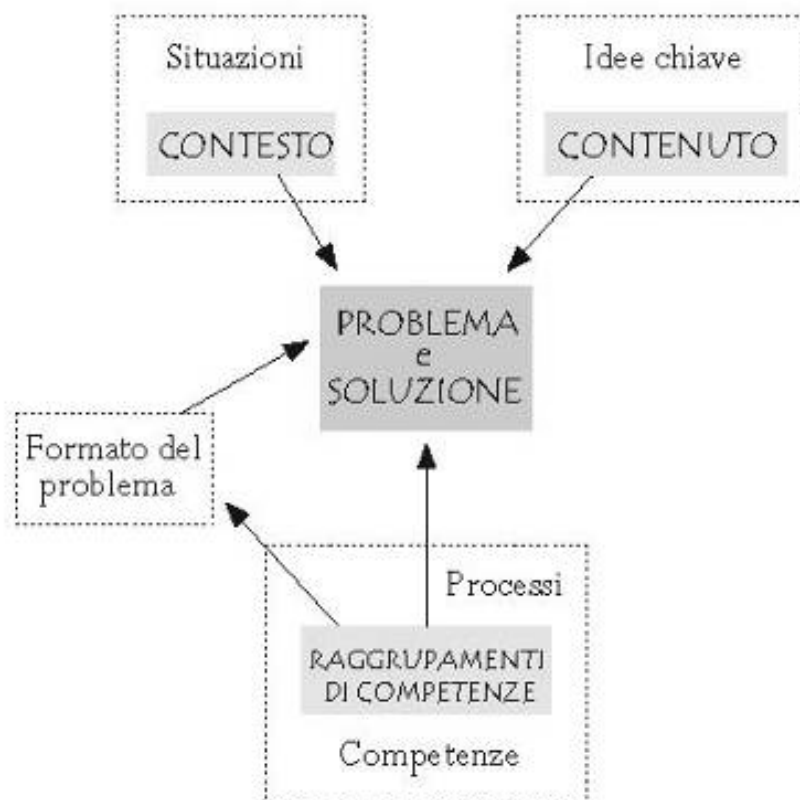 Situazioni
CONTESTO
Idee chiave
CONTENUTO
PROBLEMA
e
SOLUZIONE
Formato del
problema
Processi
RAGGRUPAMENTI
DI COMPETENZE
Competenze